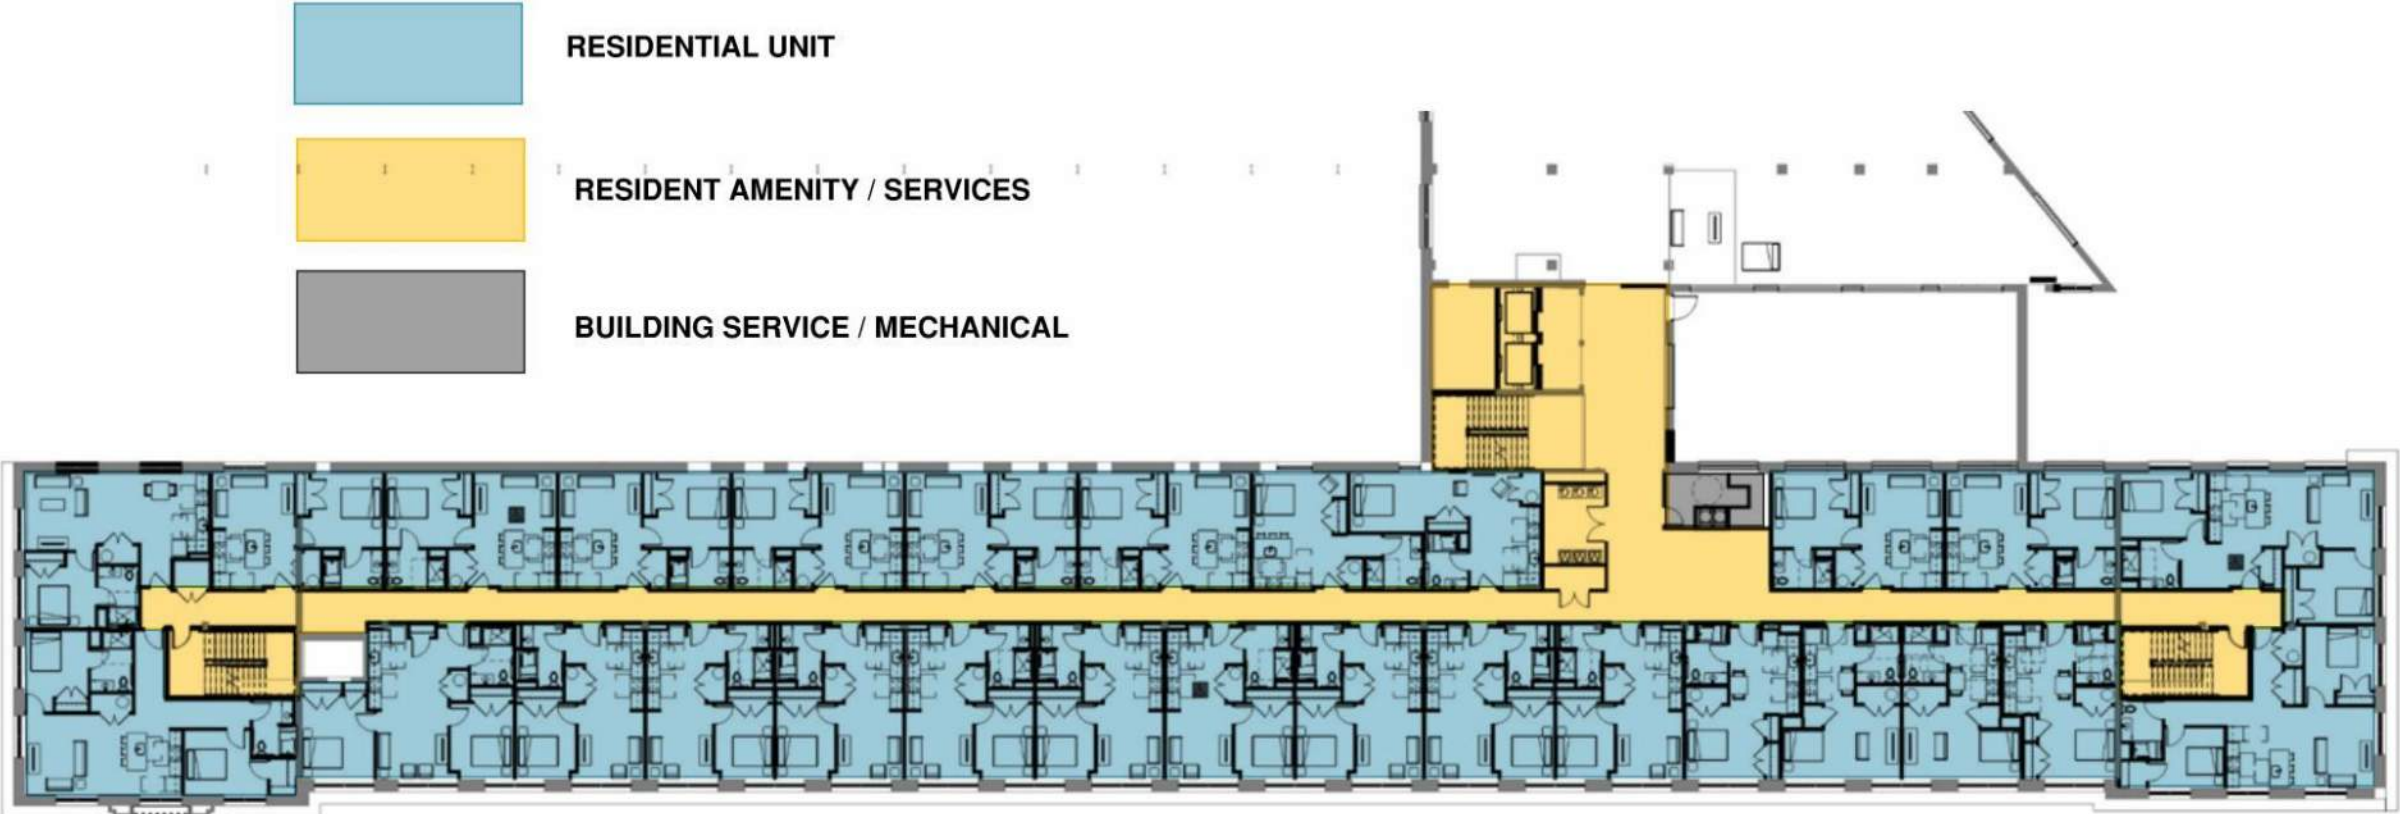 RESIDENTIAL UNIT
RESIDENT AMENITY / SERVICES
BUILDING SERVICE / MECHANICAL